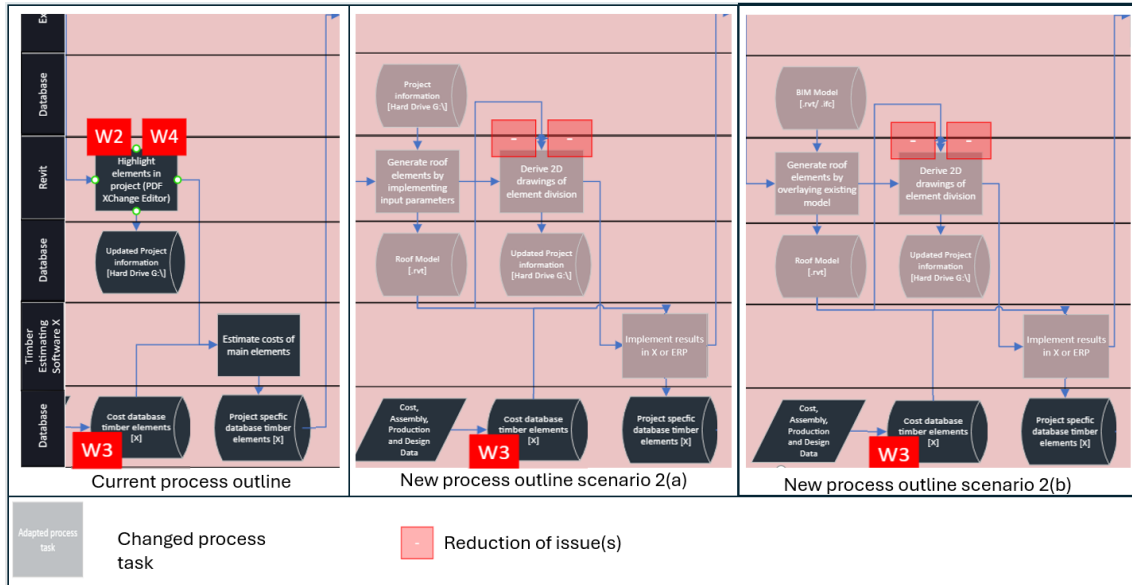 Ex
Database
Revit
Database
Timber
Estimating
Software X
Database
W2
W4
Highlight
elements in
project (PDF
XChange Editor)
Updated Project
information
[Hard Drive G:\]
Estimate costs of
main elements
Cost database
timber elements
[X]
W3
Project specfic
database timber
elements [X]
Current process outline
Project
information
[Hard Drive G:\]
-
-
Generate roof
elements by
implementing
input parameters
Derive 2D
drawings of
element division
Roof Model
[.rvt]
Updated Project
information
[Hard Drive G:\]
Implement results
in X or ERP
Cost,
Assembly,
Production
and Design
Data
Cost database
timber elements
[X]
W3
Project specfic
database timber
elements [X]
New process outline scenario 2(a)
BIM Model
[.rvt/ .ifc]
-
-
Generate roof
elements by
overlaying existing
model
Derive 2D
drawings of
element division
Roof Model
[.rvt]
Updated Project
information
[Hard Drive G:\]
Implement results
in X or ERP
Cost,
Assembly,
Production
and Design
Data
Cost database
timber elements
[X]
W3
Project specfic
database timber
elements [X]
New process outline scenario 2(b)
Adapted process
task
Changed process
task
-
Reduction of issue(s)